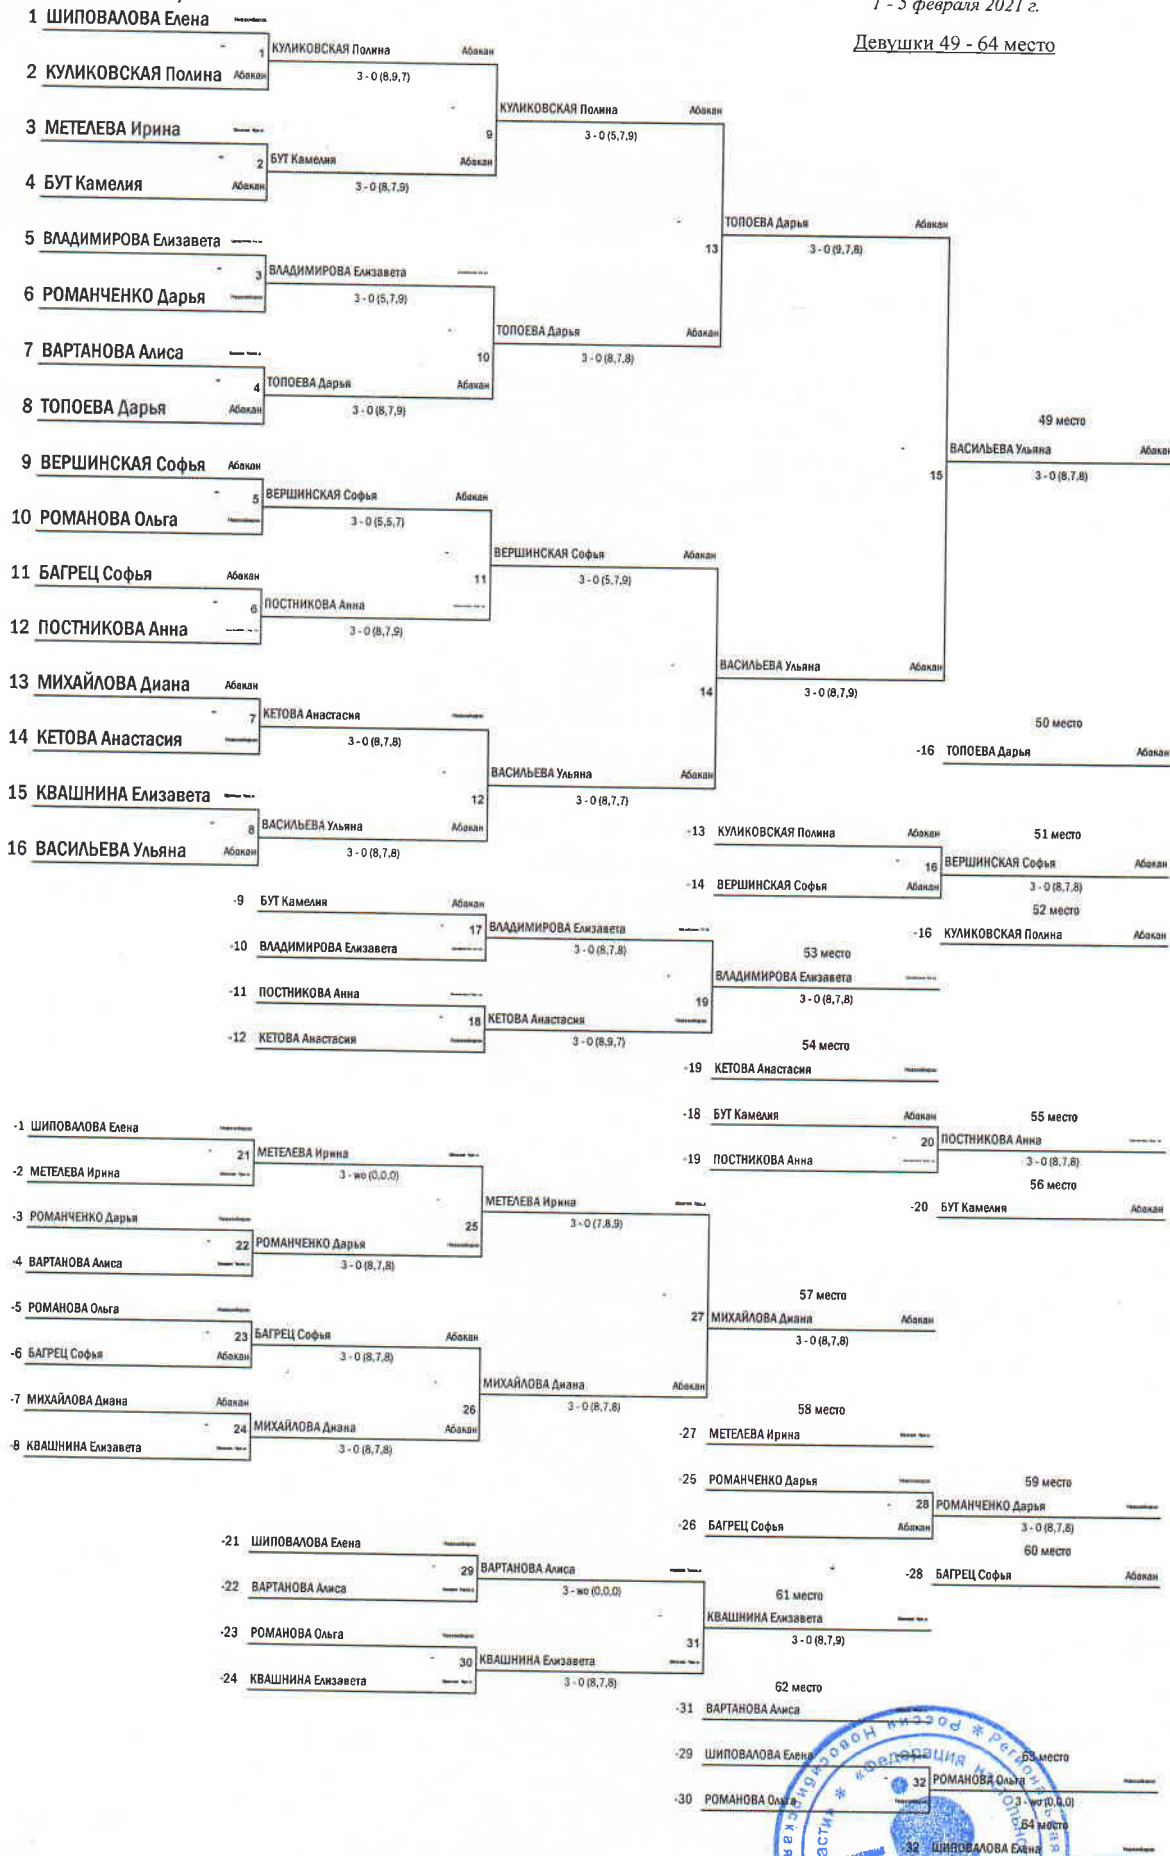 1 - 5 февраля 2021 г.
Девушки 49 - 64 место
1 ШИПОВАЛОВА Елена
1 КУЛИКОВСКАЯ Полина Абакан
3 - 0 (8,9,7)
2 КУЛИКОВСКАЯ Полина Абакан
КУЛИКОВСКАЯ Полина Абакан
9 3 - 0 (5,7,9)
3 МЕТЕЛЕВА Ирина
2 БУТ Камелия Абакан
3 - 0 (8,7,9)
4 БУТ Камелия Абакан
ТОПОЕВА Дарья Абакан
13 3 - 0 (9,7,8)
5 ВЛАДИМИРОВА Елизавета
3 ВЛАДИМИРОВА Елизавета
3 - 0 (5,7,9)
6 РОМАНЧЕНКО Дарья
ТОПОЕВА Дарья Абакан
10 3 - 0 (8,7,8)
7 ВАРТАНОВА Алиса
4 ТОПОЕВА Дарья Абакан
3 - 0 (8,7,9)
8 ТОПОЕВА Дарья Абакан
49 место
ВАСИЛЬЕВА Ульяна Абакан
15 3 - 0 (8,7,8)
9 ВЕРШИНСКАЯ Софья Абакан
5 ВЕРШИНСКАЯ Софья Абакан
3 - 0 (5,5,7)
10 РОМАНОВА Ольга
ВЕРШИНСКАЯ Софья Абакан
11 3 - 0 (5,7,9)
11 БАГРЕЦ Софья Абакан
6 ПОСТНИКОВА Анна
3 - 0 (8,7,9)
12 ПОСТНИКОВА Анна
ВАСИЛЬЕВА Ульяна Абакан
14 3 - 0 (8,7,9)
13 МИХАЙЛОВА Диана Абакан
7 КЕТОВА Анастасия
3 - 0 (8,7,8)
14 КЕТОВА Анастасия
50 место
-16 ТОПОЕВА Дарья Абакан
ВАСИЛЬЕВА Ульяна Абакан
12 3 - 0 (8,7,7)
15 КВАШНИНА Елизавета
8 ВАСИЛЬЕВА Ульяна Абакан
3 - 0 (8,7,8)
16 ВАСИЛЬЕВА Ульяна Абакан
-13 КУЛИКОВСКАЯ Полина Абакан
51 место
16 ВЕРШИНСКАЯ Софья Абакан
-14 ВЕРШИНСКАЯ Софья Абакан
3 - 0 (8,7,8)
52 место
-16 КУЛИКОВСКАЯ Полина Абакан
-9 БУТ Камелия Абакан
17 ВЛАДИМИРОВА Елизавета
-10 ВЛАДИМИРОВА Елизавета
3 - 0 (8,7,8)
53 место
19 ВЛАДИМИРОВА Елизавета
3 - 0 (8,7,8)
-11 ПОСТНИКОВА Анна
18 КЕТОВА Анастасия
-12 КЕТОВА Анастасия
3 - 0 (8,9,7)
54 место
-19 КЕТОВА Анастасия
-18 БУТ Камелия Абакан
55 место
20 ПОСТНИКОВА Анна
-19 ПОСТНИКОВА Анна
3 - 0 (8,7,8)
56 место
-20 БУТ Камелия Абакан
-1 ШИПОВАЛОВА Елена
21 МЕТЕЛЕВА Ирина
-2 МЕТЕЛЕВА Ирина
3 - wo (0,0,0)
МЕТЕЛЕВА Ирина
25 3 - 0 (7,8,9)
-3 РОМАНЧЕНКО Дарья
22 РОМАНЧЕНКО Дарья
-4 ВАРТАНОВА Алиса
3 - 0 (8,7,8)
57 место
27 МИХАЙЛОВА Диана Абакан
3 - 0 (8,7,8)
-5 РОМАНОВА Ольга
23 БАГРЕЦ Софья Абакан
-6 БАГРЕЦ Софья Абакан
3 - 0 (8,7,8)
МИХАЙЛОВА Диана Абакан
26 3 - 0 (8,7,8)
-7 МИХАЙЛОВА Диана Абакан
24 МИХАЙЛОВА Диана Абакан
-8 КВАШНИНА Елизавета
3 - 0 (8,7,8)
58 место
-27 МЕТЕЛЕВА Ирина
-25 РОМАНЧЕНКО Дарья
59 место
28 РОМАНЧЕНКО Дарья
-26 БАГРЕЦ Софья Абакан
3 - 0 (8,7,8)
60 место
-28 БАГРЕЦ Софья Абакан
-21 ШИПОВАЛОВА Елена
29 ВАРТАНОВА Алиса
-22 ВАРТАНОВА Алиса
3 - wo (0,0,0)
61 место
31 КВАШНИНА Елизавета
3 - 0 (8,7,9)
-23 РОМАНОВА Ольга
30 КВАШНИНА Елизавета
-24 КВАШНИНА Елизавета
3 - 0 (8,7,8)
62 место
-31 ВАРТАНОВА Алиса
-29 ШИПОВАЛОВА Елена
63 место
32 РОМАНОВА Ольга
-30 РОМАНОВА Ольга
3 - wo (0,0,0)
64 место
-32 ШИПОВАЛОВА Елена
Россия Новосибирская
«Федерация